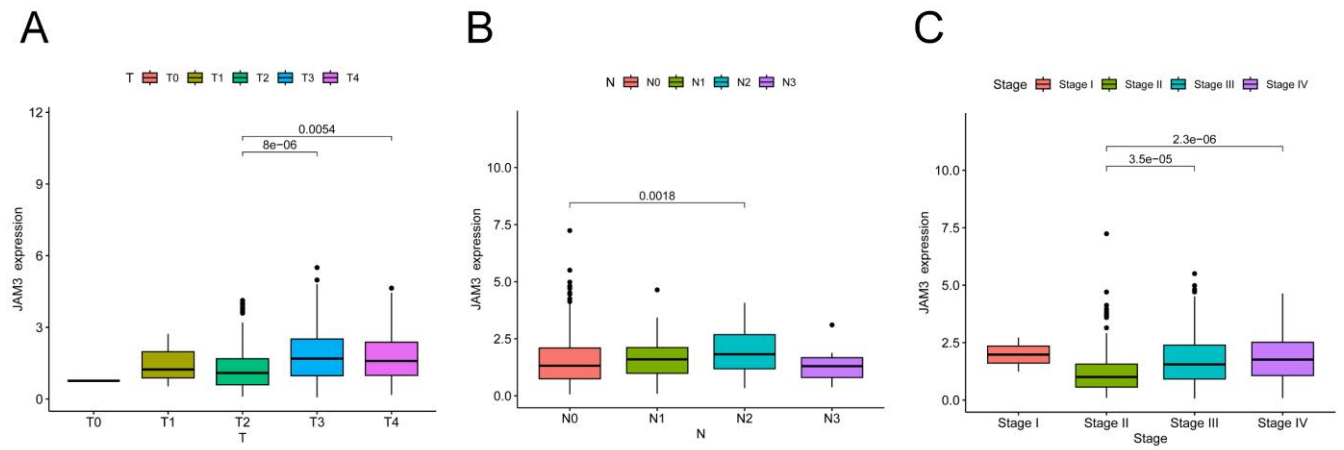 A
T T0 T1 T2 T3 T4
12
9
6
3
0
JAM3 expression
0.0054
8e−06
T0 T1 T2 T3 T4
T
B
N N0 N1 N2 N3
10.0
7.5
5.0
2.5
0.0
JAM3 expression
0.0018
N0 N1 N2 N3
N
C
Stage Stage I Stage II Stage III Stage IV
10.0
7.5
5.0
2.5
0.0
JAM3 expression
2.3e−06
3.5e−05
Stage I Stage II Stage III Stage IV
Stage